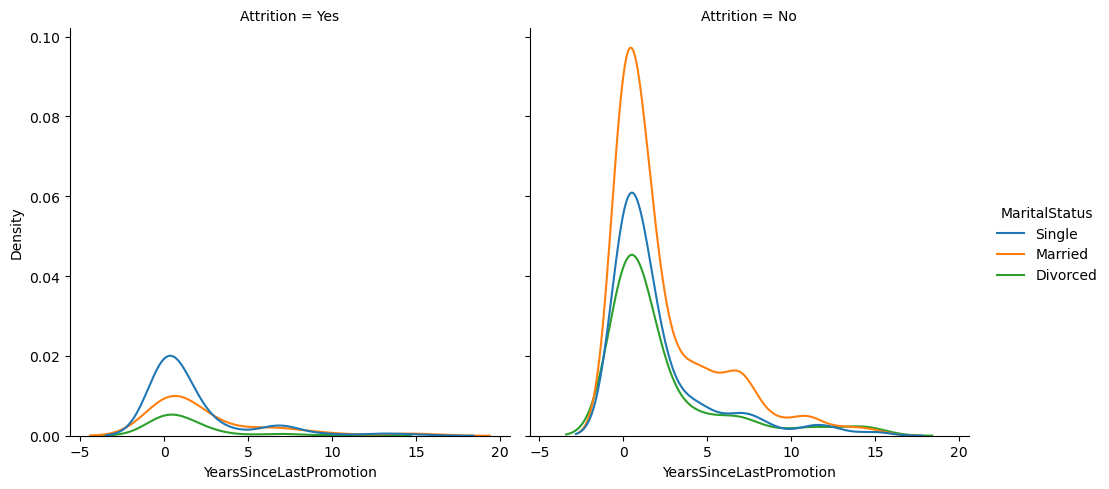 Attrition = Yes
Attrition = No
0.10
0.08
0.06
0.04
0.02
0.00
Density
−5
0
5
10
15
20
YearsSinceLastPromotion
−5
0
5
10
15
20
YearsSinceLastPromotion
MaritalStatus
Single
Married
Divorced